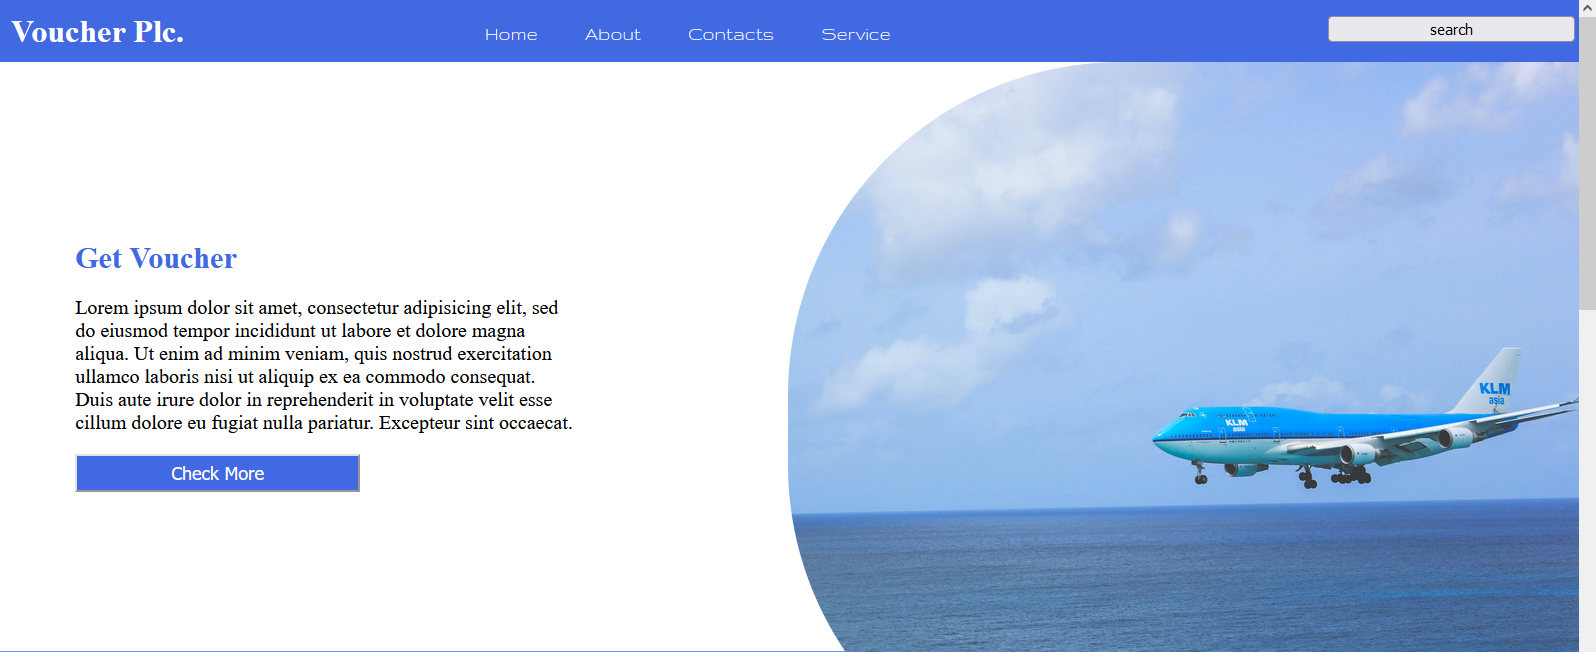 Voucher Plc.
Home About Contacts Service
search
Get Voucher
Lorem ipsum dolor sit amet, consectetur adipisicing elit, sed
do eiusmod tempor incididunt ut labore et dolore magna
aliqua. Ut enim ad minim veniam, quis nostrud exercitation
ullamco laboris nisi ut aliquip ex ea commodo consequat.
Duis aute irure dolor in reprehenderit in voluptate velit esse
cillum dolore eu fugiat nulla pariatur. Excepteur sint occaecat.
Check More
KLM
asia
KLM
asia